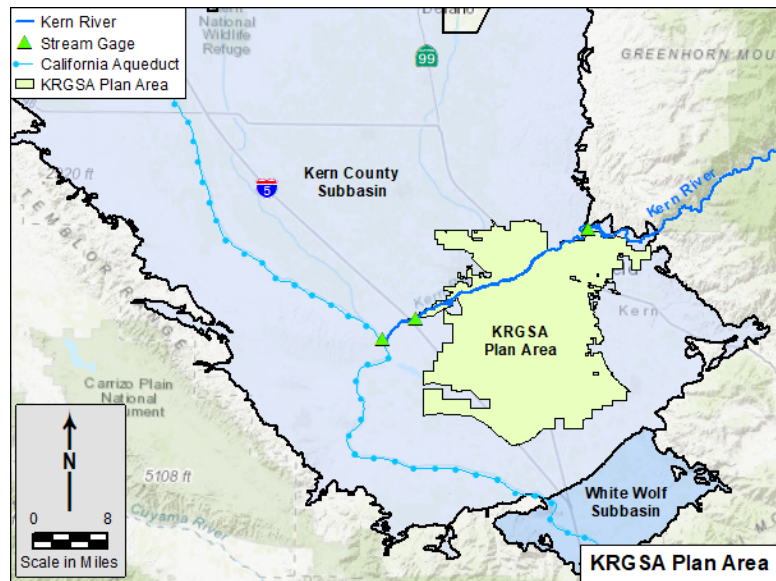 Kern River
Stream Gage
California Aqueduct
KRGSA Plan Area
National
Wildlife
Refuge
Delano
99
GREENHORN MOU
2020 ft
Kern County
Subbasin
5
Kern River
TEMBLOR RANGE
Kern
KRGSA
Plan Area
Carrizo Plain
National
N
0 8
Scale in Miles
5108 ft
Cuyama River
White Wolf
Subbasin
KRGSA Plan Area